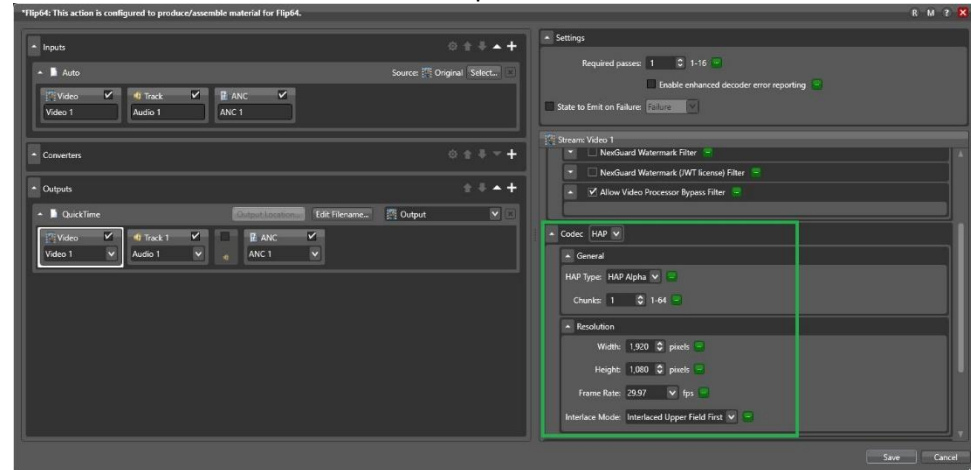 *Flip64: This action is configured to produce/assemble material for Flip64.
R M ?
Inputs
Auto
Source: Original Select...
Video Track ANC
Video 1 Audio 1 ANC 1
Converters
Outputs
QuickTime
Output Location... Edit Filename... Output
Video Track 1 ANC
Video 1 Audio 1 ANC 1
Settings
Required passes: 1 1-16
Enable enhanced decoder error reporting
State to Emit on Failure: Failure
Stream: Video 1
NexGuard Watermark Filter
NexGuard Watermark (JWT license) Filter
Allow Video Processor Bypass Filter
Codec HAP
General
HAP Type: HAP Alpha
Chunks: 1 1-64
Resolution
Width: 1,920 pixels
Height: 1,080 pixels
Frame Rate: 29.97 fps
Interlace Mode: Interlaced Upper Field First
Save Cancel